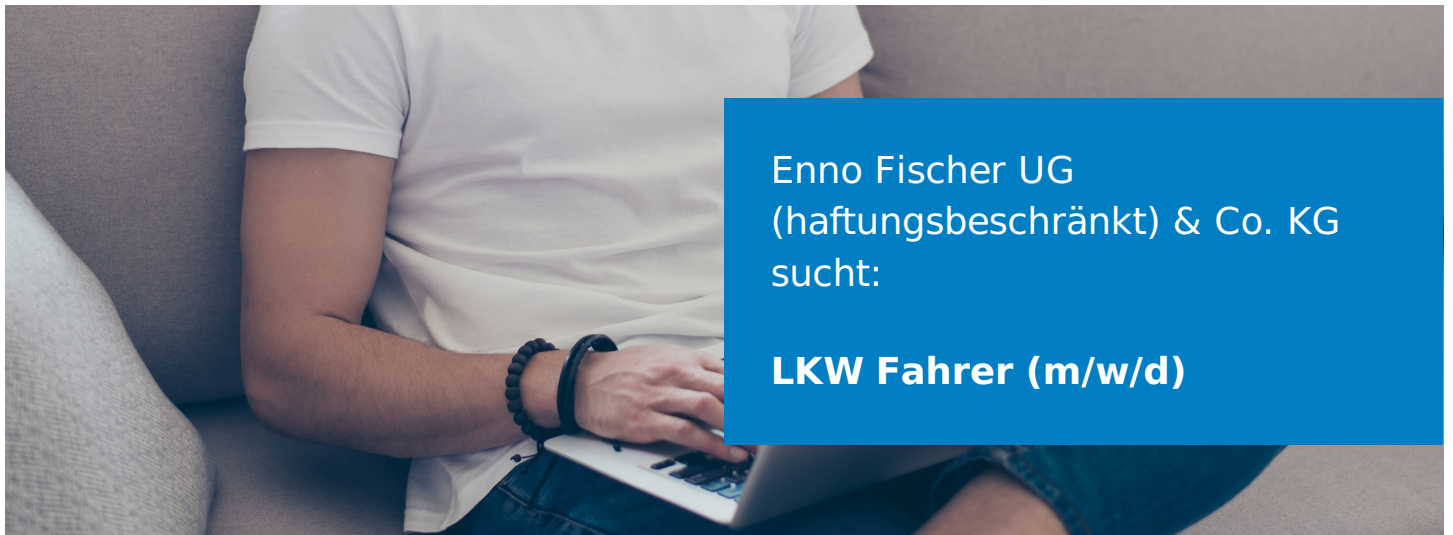 Enno Fischer UG
(haftungsbeschränkt) & Co. KG
sucht:
LKW Fahrer (m/w/d)